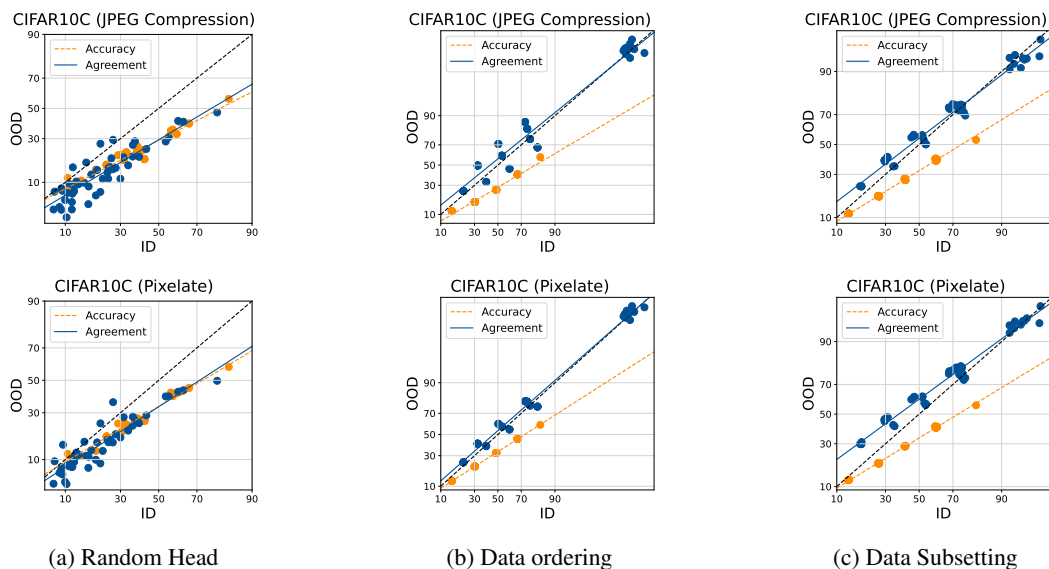 CIFAR10C (JPEG Compression)
90
70
50
30
10
OOD
Accuracy
Agreement
10
30
50
70
90
ID
CIFAR10C (JPEG Compression)
90
70
50
30
10
OOD
Accuracy
Agreement
10
30
50
70
90
ID
CIFAR10C (JPEG Compression)
90
70
50
30
10
OOD
Accuracy
Agreement
10
30
50
70
90
ID
CIFAR10C (Pixelate)
90
70
50
30
10
OOD
Accuracy
Agreement
10
30
50
70
90
ID
CIFAR10C (Pixelate)
90
70
50
30
10
OOD
Accuracy
Agreement
10
30
50
70
90
ID
CIFAR10C (Pixelate)
90
70
50
30
10
OOD
Accuracy
Agreement
10
30
50
70
90
ID
(a) Random Head
(b) Data ordering
(c) Data Subsetting